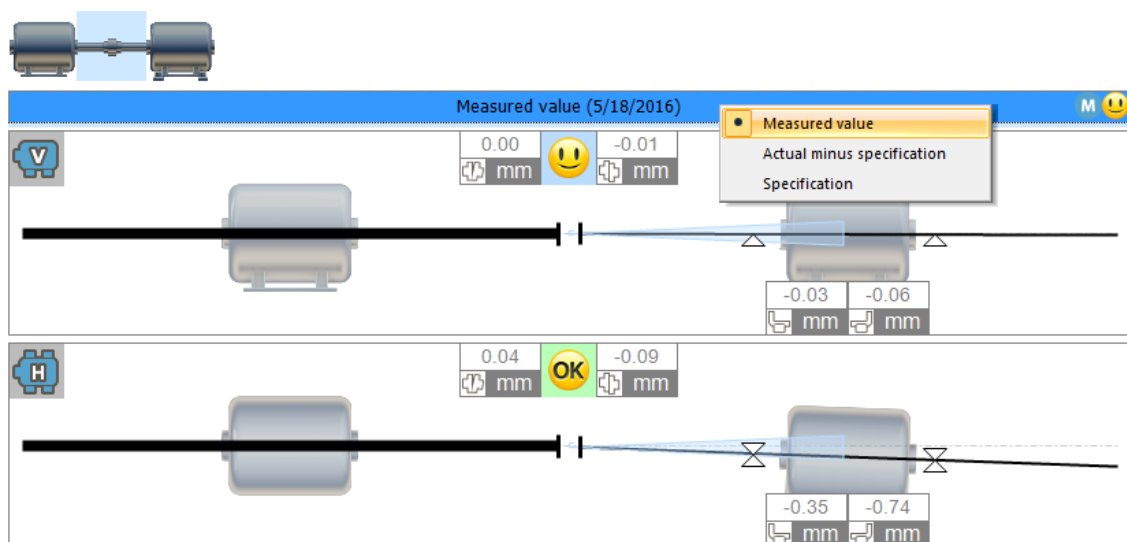 Measured value (5/18/2016)
M
Measured value
Actual minus specification
Specification
V
0.00
-0.01
mm
mm
-0.03
-0.06
mm
mm
H
0.04
OK
-0.09
mm
mm
-0.35
-0.74
mm
mm